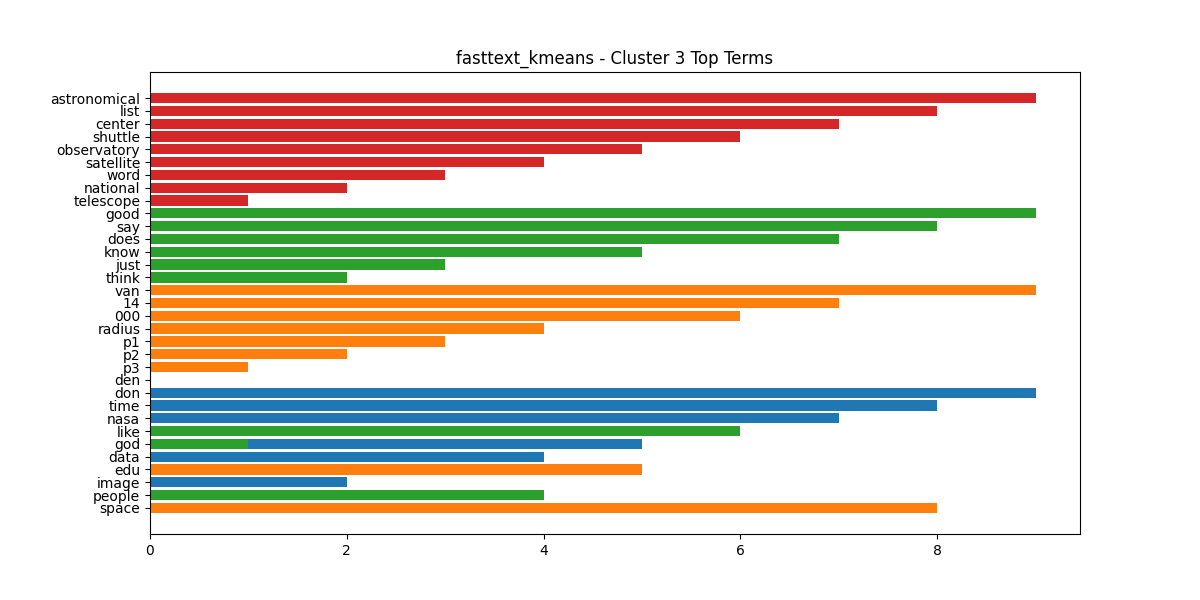 fasttext_kmeans - Cluster 3 Top Terms
astronomical
list
center
shuttle
observatory
satellite
word
national
telescope
good
say
does
know
just
think
van
14
000
radius
p1
p2
p3
den
don
time
nasa
like
god
data
edu
image
people
space
0 2 4 6 8